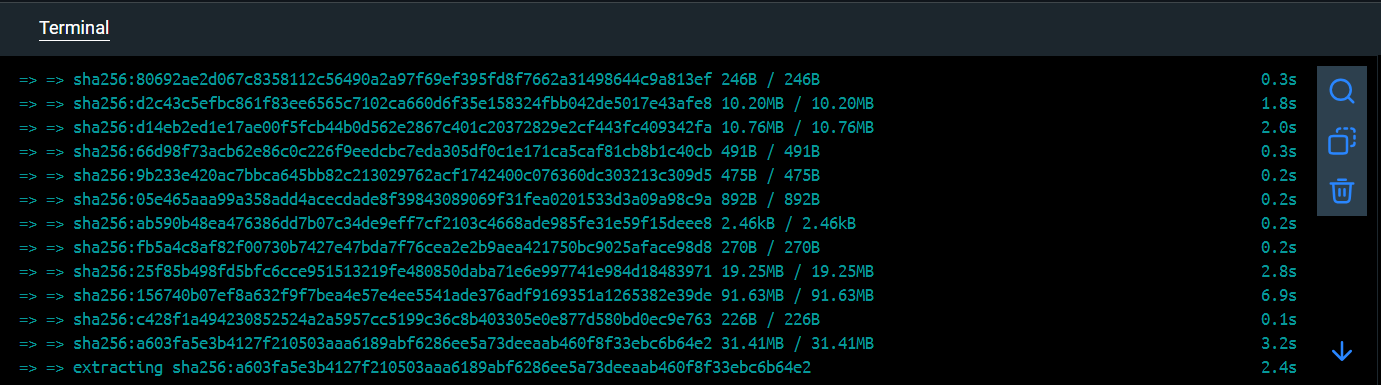 Terminal
=> => sha256:80692ae2d067c8358112c56490a2a97f69ef395fd8f7662a31498644c9a813ef 246B / 246B 0.3s
=> => sha256:d2c43c5efbc861f83ee6565c7102ca660d6f35e158324fbb042de5017e43afe8 10.20MB / 10.20MB 1.8s
=> => sha256:d14eb2ed1e17ae00f5fcb44b0d562e2867c401c20372829e2cf443fc409342fa 10.76MB / 10.76MB 2.0s
=> => sha256:66d98f73acb62e86c0c226f9eedcbc7eda305df0c1e171ca5caf81cb8b1c40cb 491B / 491B 0.3s
=> => sha256:9b233e420ac7bbca645bb82c213029762acf1742400c076360dc303213c309d5 475B / 475B 0.2s
=> => sha256:05e465aaa99a358add4acecdade8f39843089069f31fea0201533d3a09a98c9a 892B / 892B 0.2s
=> => sha256:ab590b48ea476386dd7b07c34de9eff7cf2103c4668ade985fe31e59f15deee8 2.46kB / 2.46kB 0.2s
=> => sha256:fb5a4c8af82f00730b7427e47bda7f76cea2e2b9aea421750bc9025aface98d8 270B / 270B 0.2s
=> => sha256:25f85b498fd5bfc6cce951513219fe480850daba71e6e997741e984d18483971 19.25MB / 19.25MB 2.8s
=> => sha256:156740b07ef8a632f9f7bea4e57e4ee5541ade376adf9169351a1265382e39de 91.63MB / 91.63MB 6.9s
=> => sha256:c428f1a494230852524a2a5957cc5199c36c8b403305e0e877d580bd0ec9e763 226B / 226B 0.1s
=> => sha256:a603fa5e3b4127f210503aaa6189abf6286ee5a73deeaab460f8f33ebc6b64e2 31.41MB / 31.41MB 3.2s
=> => extracting sha256:a603fa5e3b4127f210503aaa6189abf6286ee5a73deeaab460f8f33ebc6b64e2 2.4s